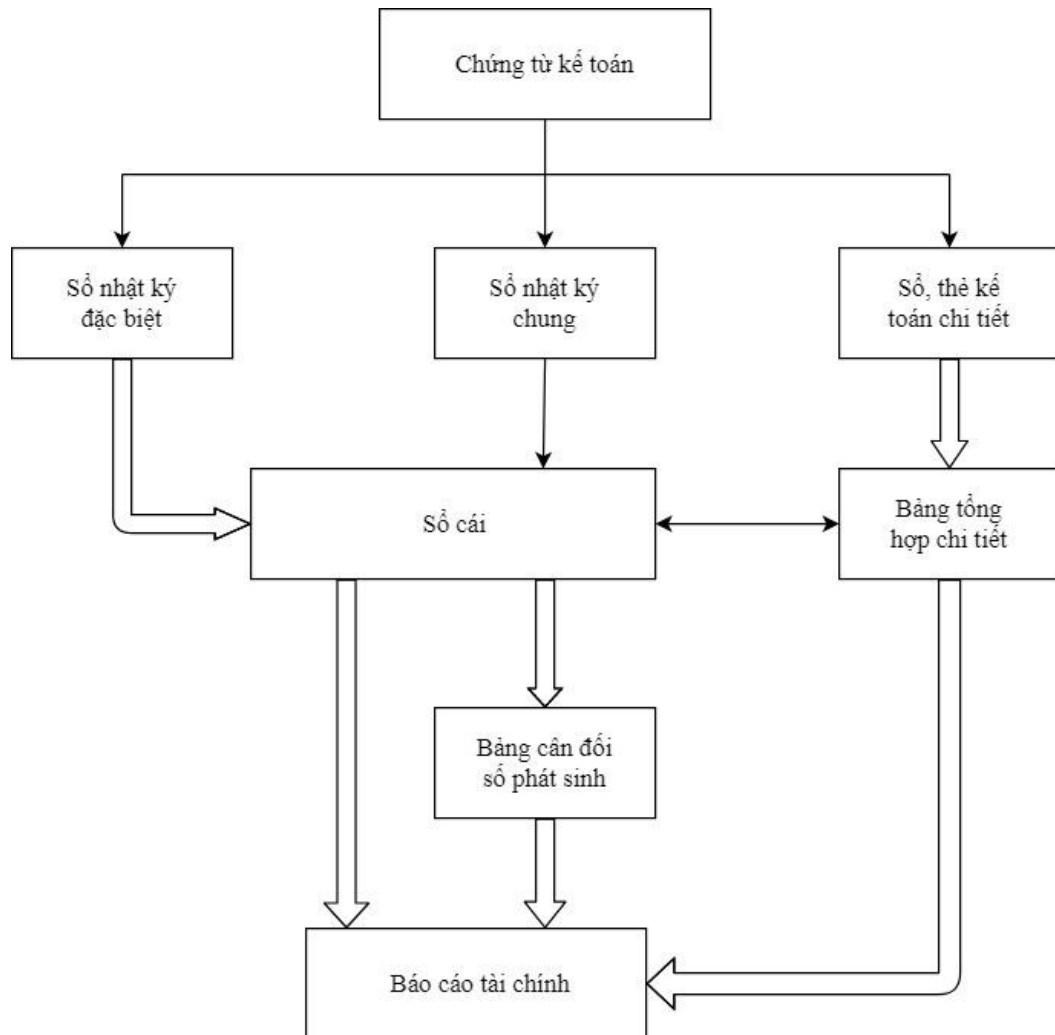 Chứng từ kế toán
Sổ nhật ký
đặc biệt
Sổ nhật ký
chung
Sổ, thẻ kế
toán chi tiết
Sổ cái
Bảng tổng
hợp chi tiết
Bảng cân đối
số phát sinh
Báo cáo tài chính